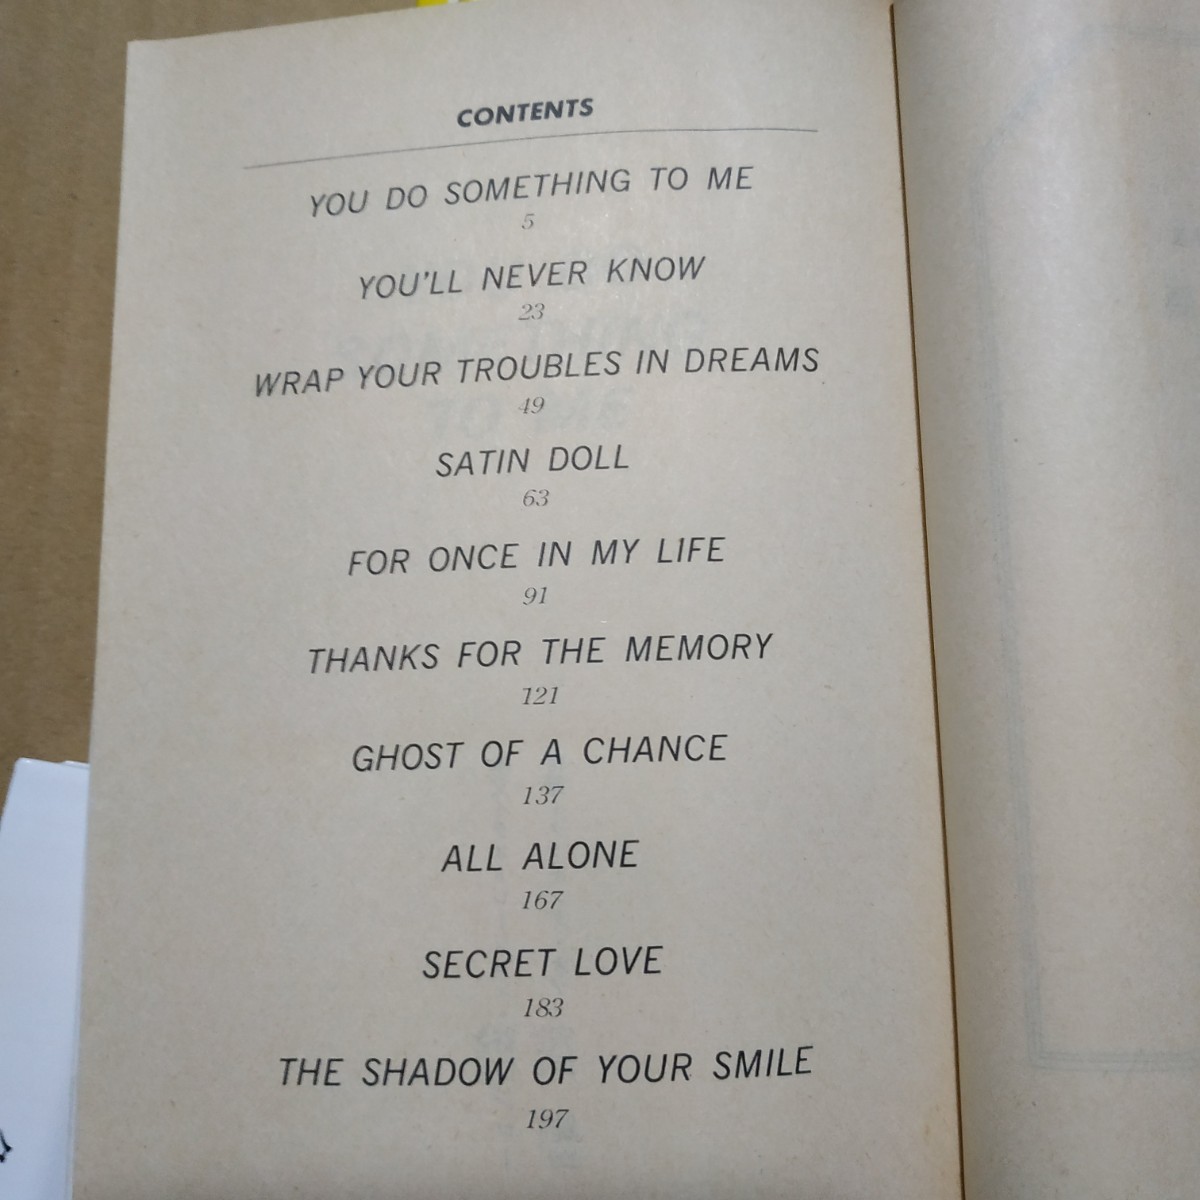 CONTENTS
YOU DO SOMETHING TO ME
5
YOU'LL NEVER KNOW
23
WRAP YOUR TROUBLES IN DREAMS
49
SATIN DOLL
63
FOR ONCE IN MY LIFE
91
THANKS FOR THE MEMORY
121
GHOST OF A CHANCE
137
ALL ALONE
167
SECRET LOVE
183
THE SHADOW OF YOUR SMILE
197